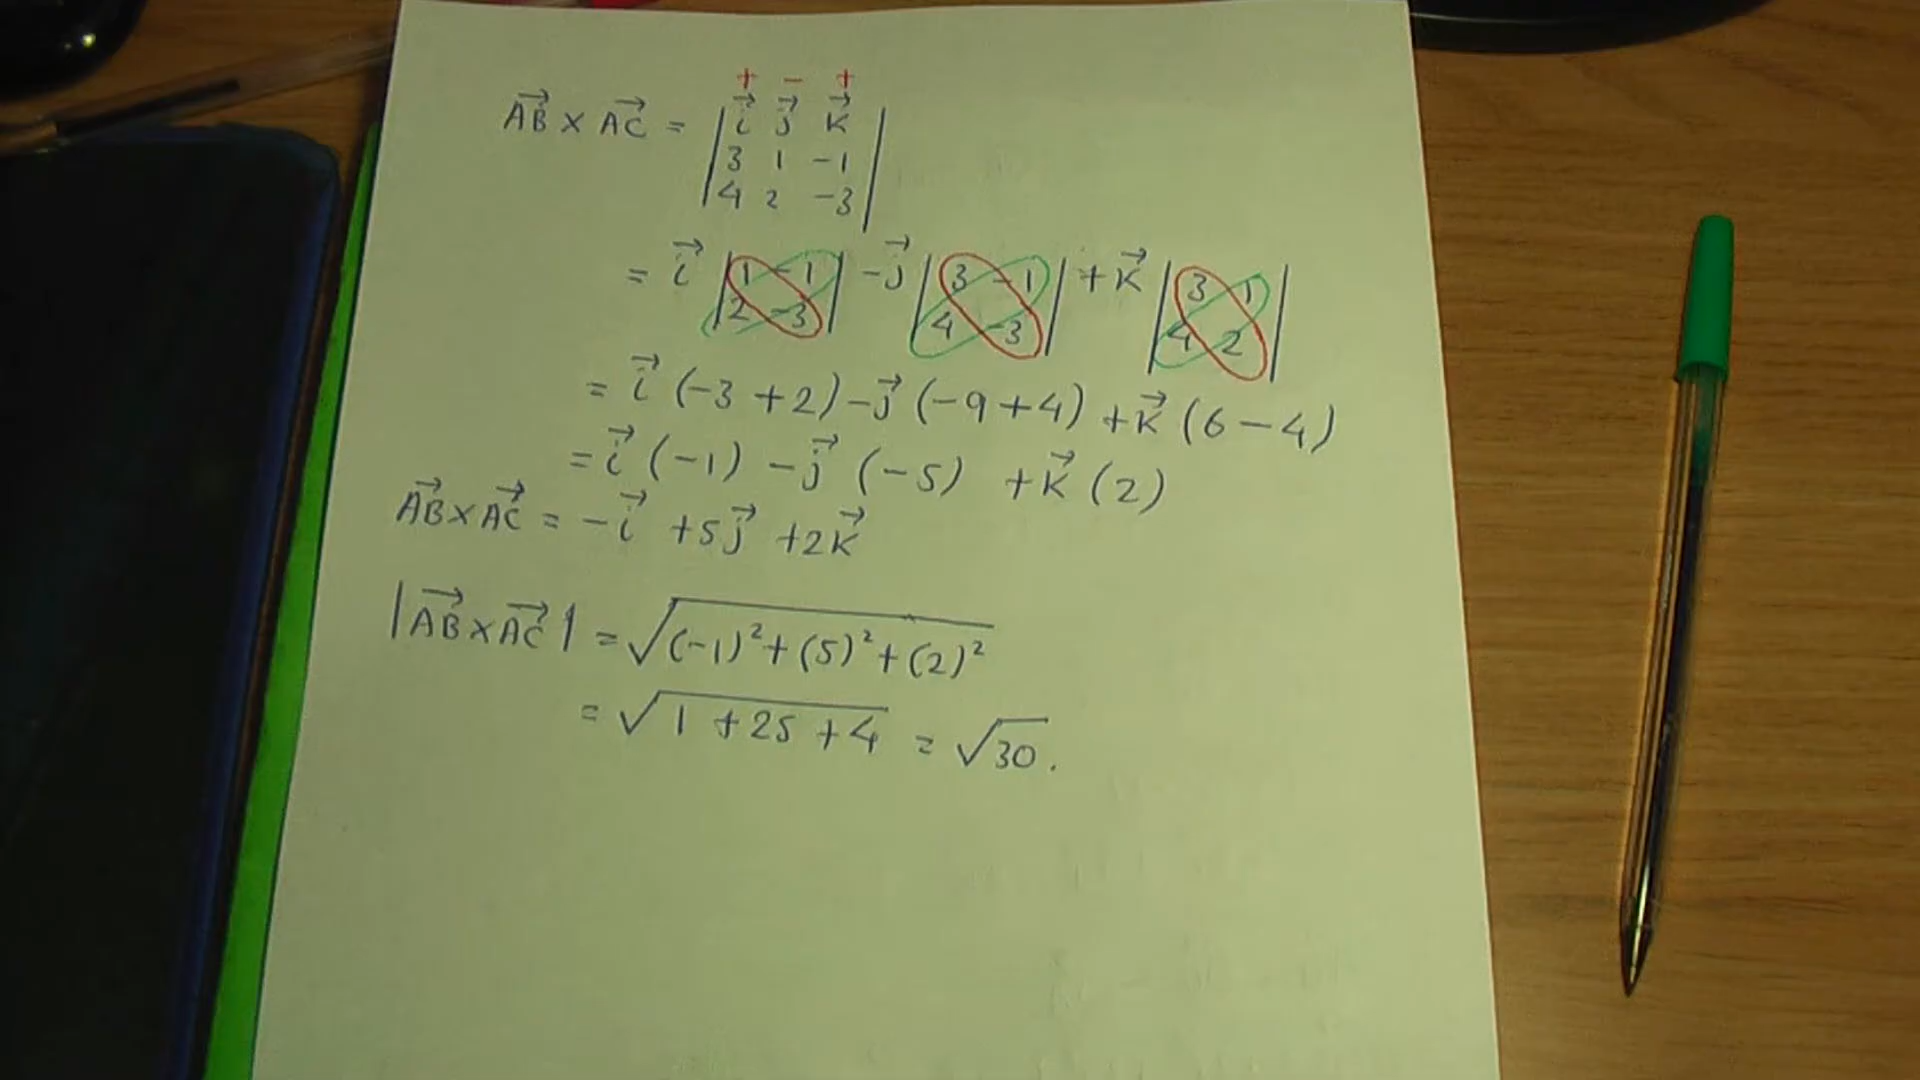 + − +
AB⃗ × AC⃗ = | i⃗ j⃗ k⃗ |
| 3 1 −1 |
| 4 2 −3 |
= i⃗ | 1 −1 | − j⃗ | 3 −1 | + k⃗ | 3 1 |
| 2 −3 | | 4 −3 | | 4 2 |
= i⃗ (−3 + 2) − j⃗ (−9 + 4) + k⃗ (6 − 4)
= i⃗ (−1) − j⃗ (−5) + k⃗ (2)
AB⃗ × AC⃗ = − i⃗ + 5 j⃗ + 2 k⃗
| AB⃗ × AC⃗ | = √((−1)² + (5)² + (2)²)
= √(1 + 25 + 4) = √30.